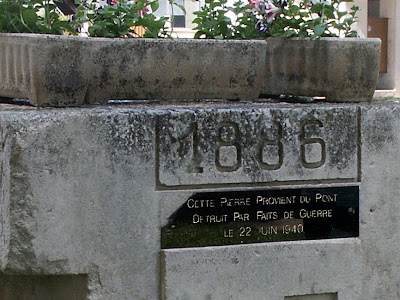 1886
CETTE PIERRE PROVIENT DU PONT
DETRUIT PAR FAITS DE GUERRE
LE 22 JUIN 1940